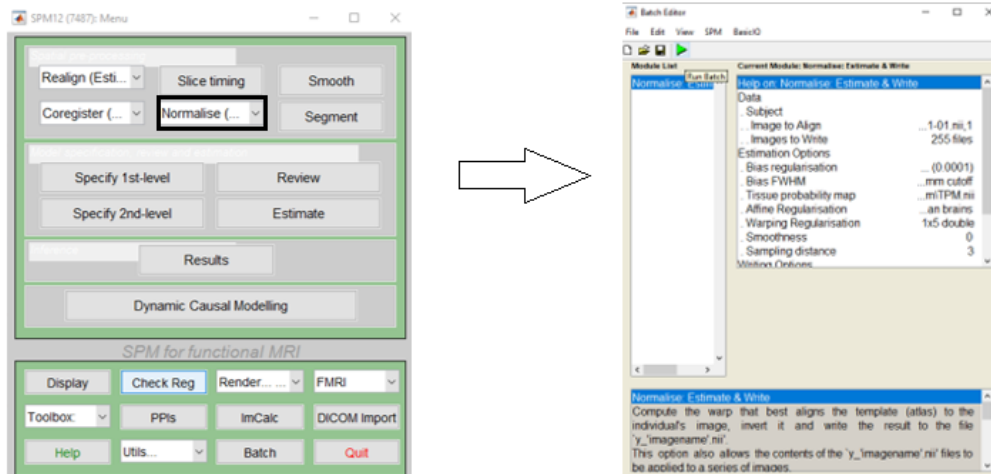 SPM12 (7487): Menu
Realign (Esti...
Slice timing
Smooth
Coregister (...
Normalise (...
Segment
Specify 1st-level
Review
Specify 2nd-level
Estimate
Results
Dynamic Causal Modelling
SPM for functional MRI
Display
Check Reg
Render... ...
FMRI
Toolbox:
PPIs
ImCalc
DICOM Import
Help
Utils...
Batch
Quit
Batch Editor
File Edit View SPM BasicIO
Run Batch
Module List
Normalise: Estim
Current Module: Normalise: Estimate & Write
Help on: Normalise: Estimate & Write
Data
. Subject
. . Image to Align ...1-01.nii,1
. . Images to Write 255 files
Estimation Options
. Bias regularisation ... (0.0001)
. Bias FWHM ...mm cutoff
. Tissue probability map ...m\TPM.nii
. Affine Regularisation ...an brains
. Warping Regularisation 1x5 double
. Smoothness 0
. Sampling distance 3
Writing Options
Normalise: Estimate & Write
Compute the warp that best aligns the template (atlas) to the
individual's image, invert it and write the result to the file
`y_'imagename'.nii'.
This option also allows the contents of the `y_'imagename'.nii' files to
be applied to a series of images.